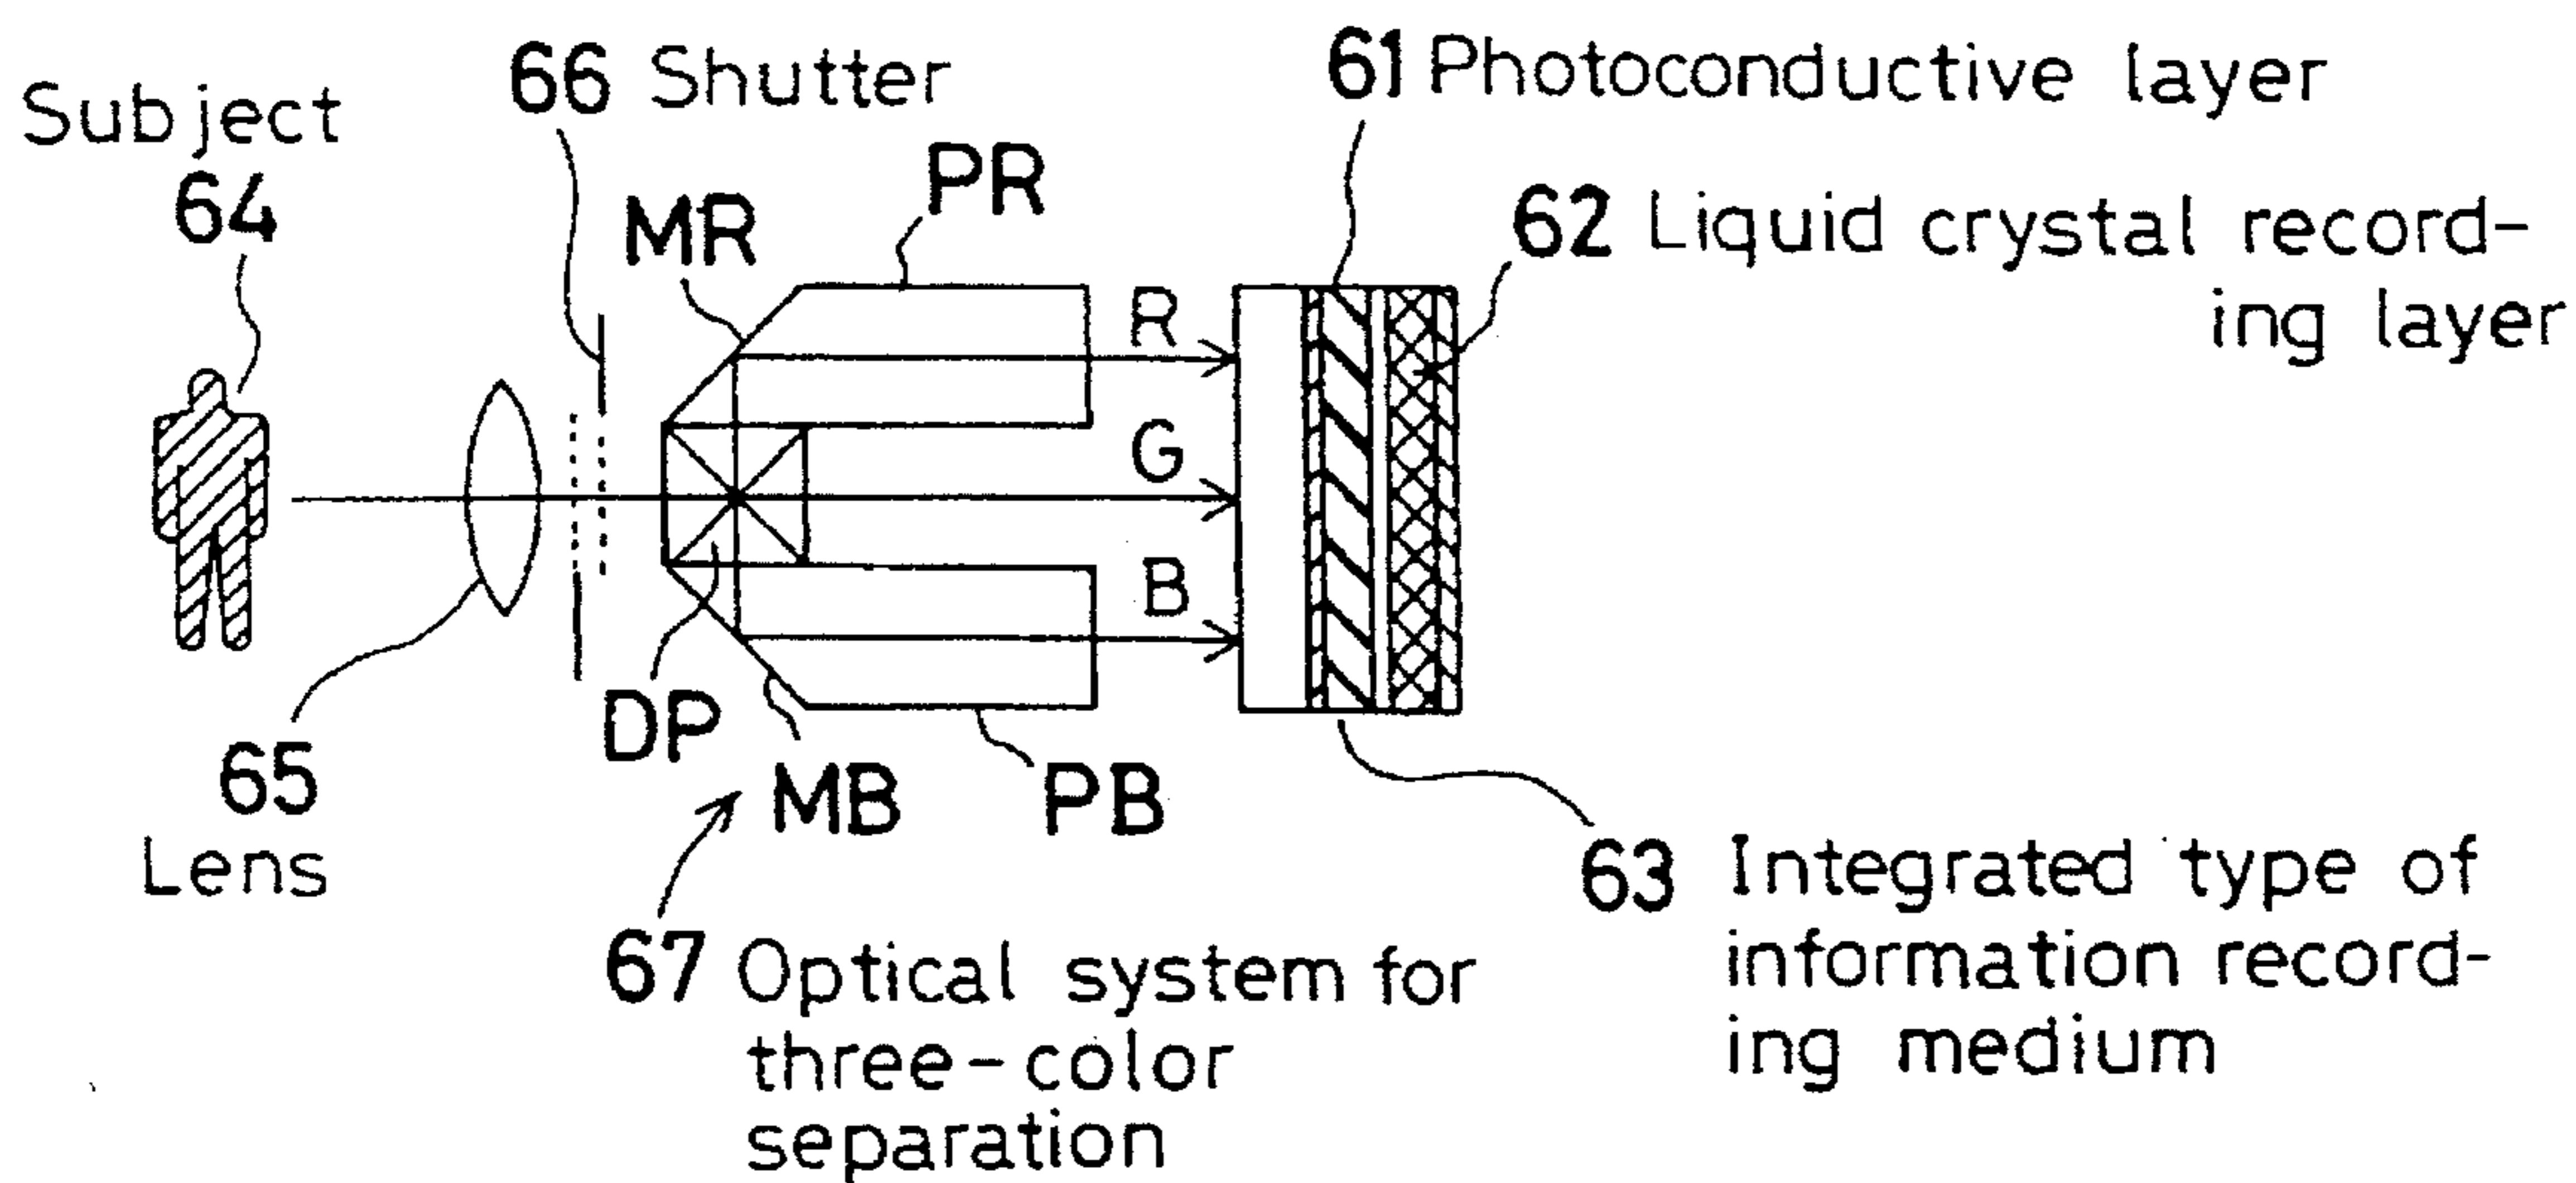 Subject
64
66 Shutter
61 Photoconductive layer
PR
MR
62 Liquid crystal record-
ing layer
R
G
B
DP
MB
PB
65
Lens
67 Optical system for
three-color
separation
63 Integrated type of
information record-
ing medium